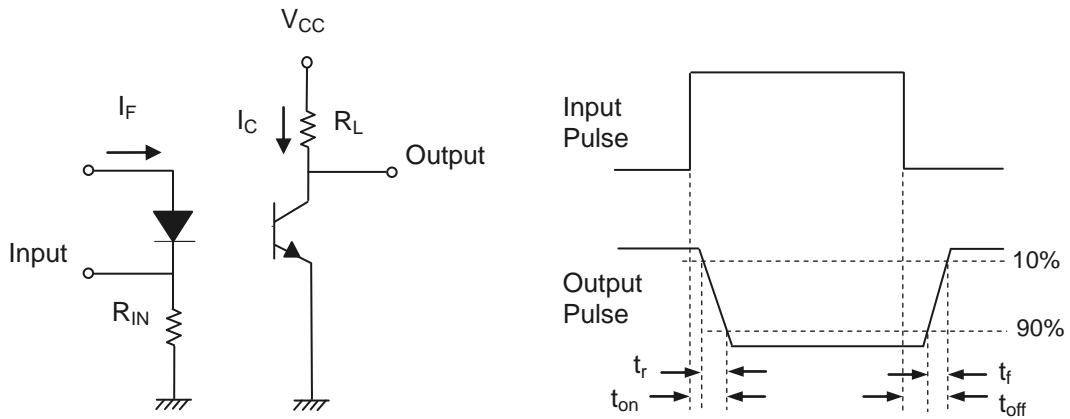 V_CC
I_F
I_C
R_L
Output
Input
R_IN
Input
Pulse
Output
Pulse
10%
90%
t_r
t_f
t_on
t_off